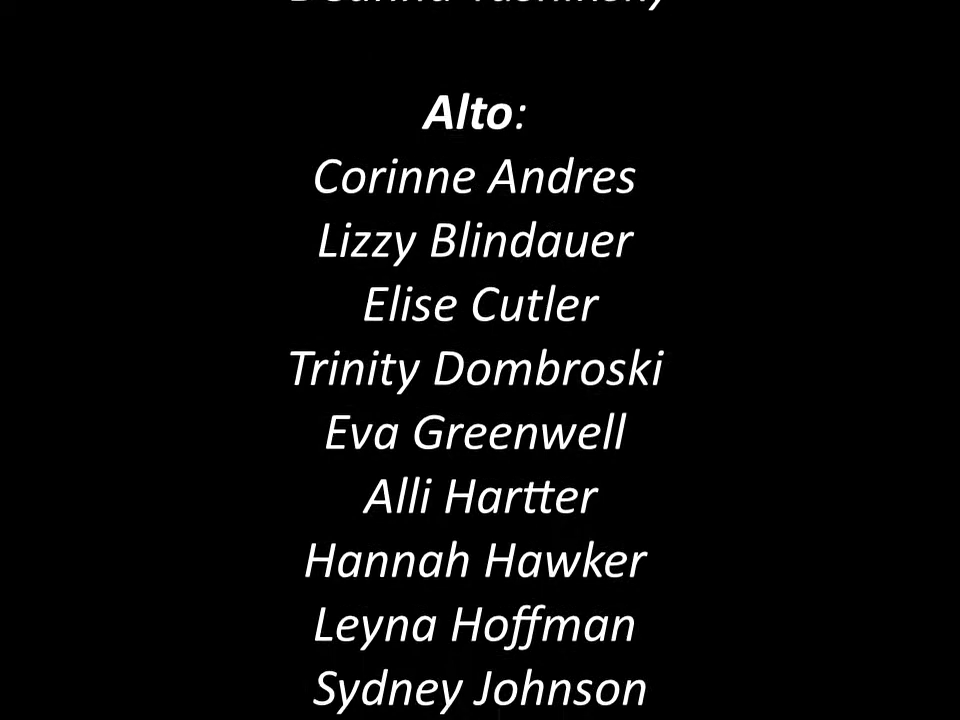 Alto:
Corinne Andres
Lizzy Blindauer
Elise Cutler
Trinity Dombroski
Eva Greenwell
Alli Hartter
Hannah Hawker
Leyna Hoffman
Sydney Johnson